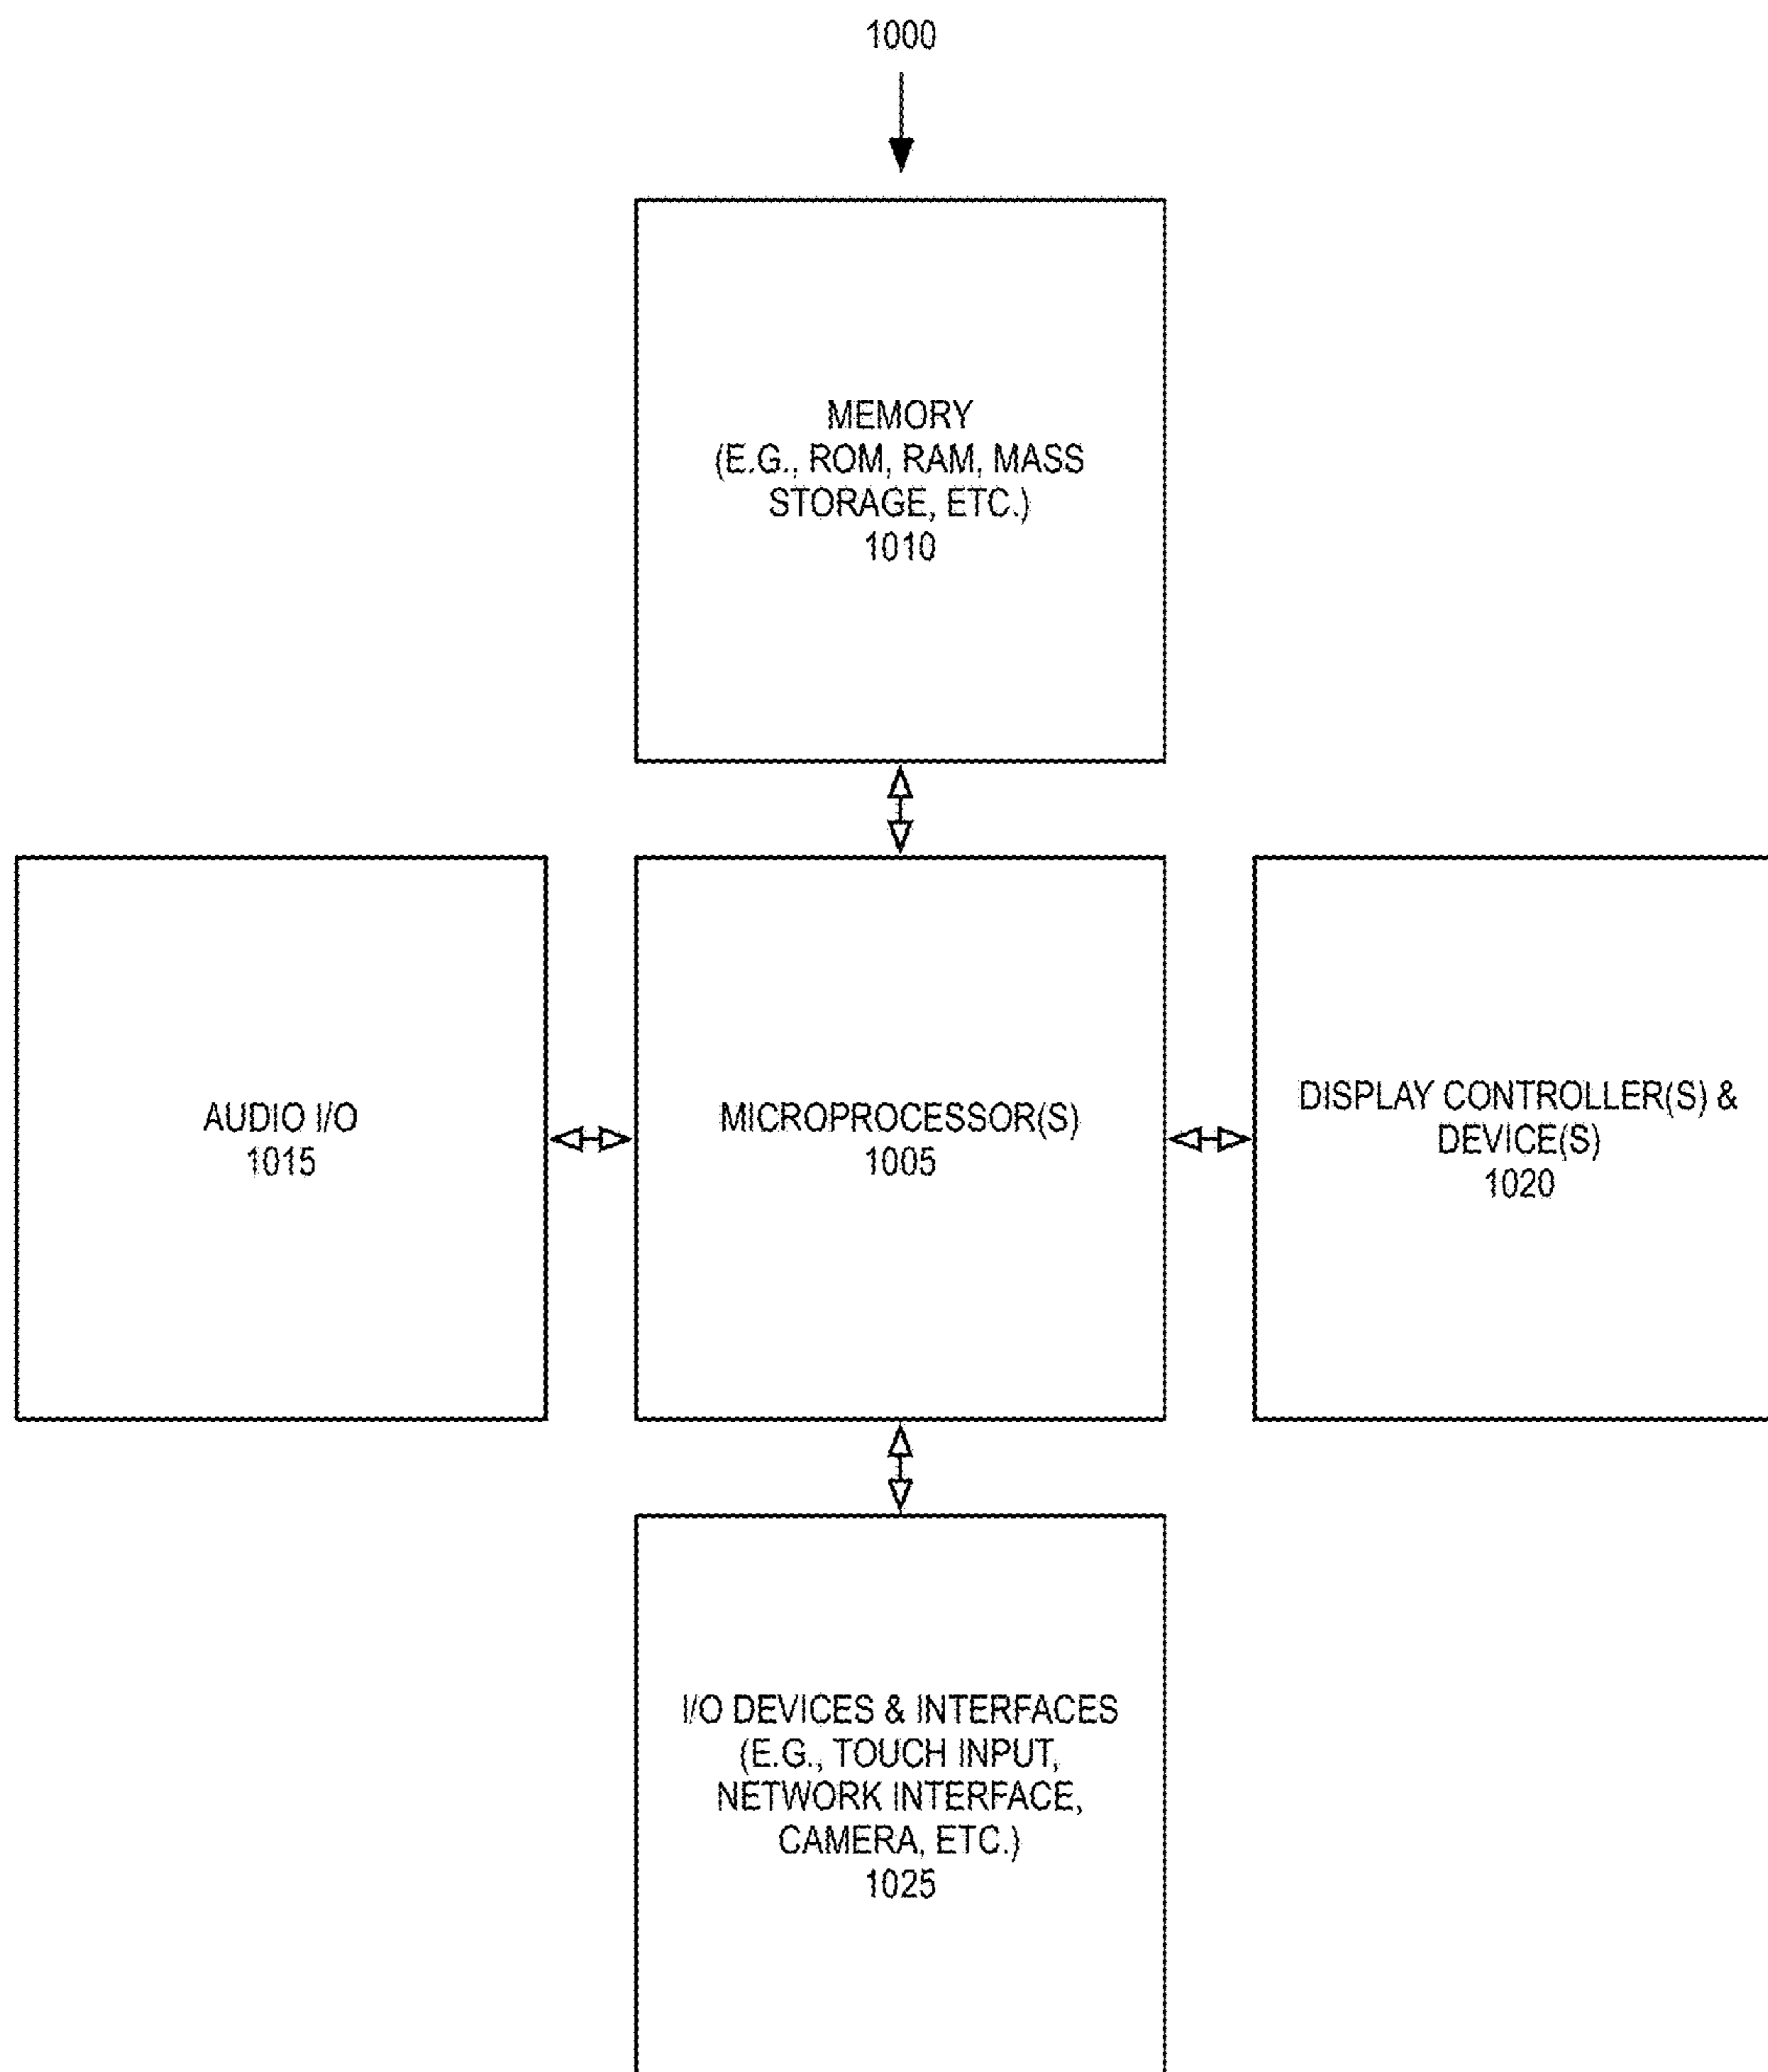 1000
MEMORY
(E.G., ROM, RAM, MASS
STORAGE, ETC.)
1010
AUDIO I/O
1015
MICROPROCESSOR(S)
1005
DISPLAY CONTROLLER(S) &
DEVICE(S)
1020
I/O DEVICES & INTERFACES
(E.G., TOUCH INPUT,
NETWORK INTERFACE,
CAMERA, ETC.)
1025